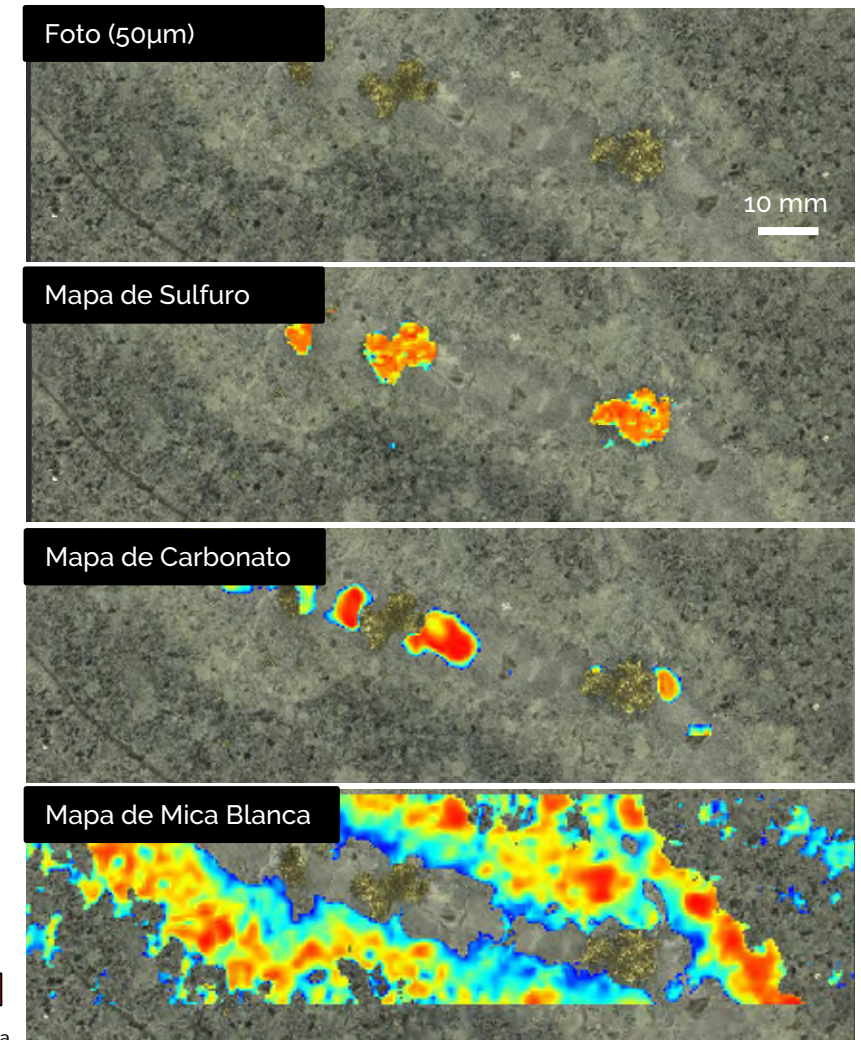 Foto (50µm)
10 mm
Mapa de Sulfuro
Mapa de Carbonato
Mapa de Mica Blanca
a